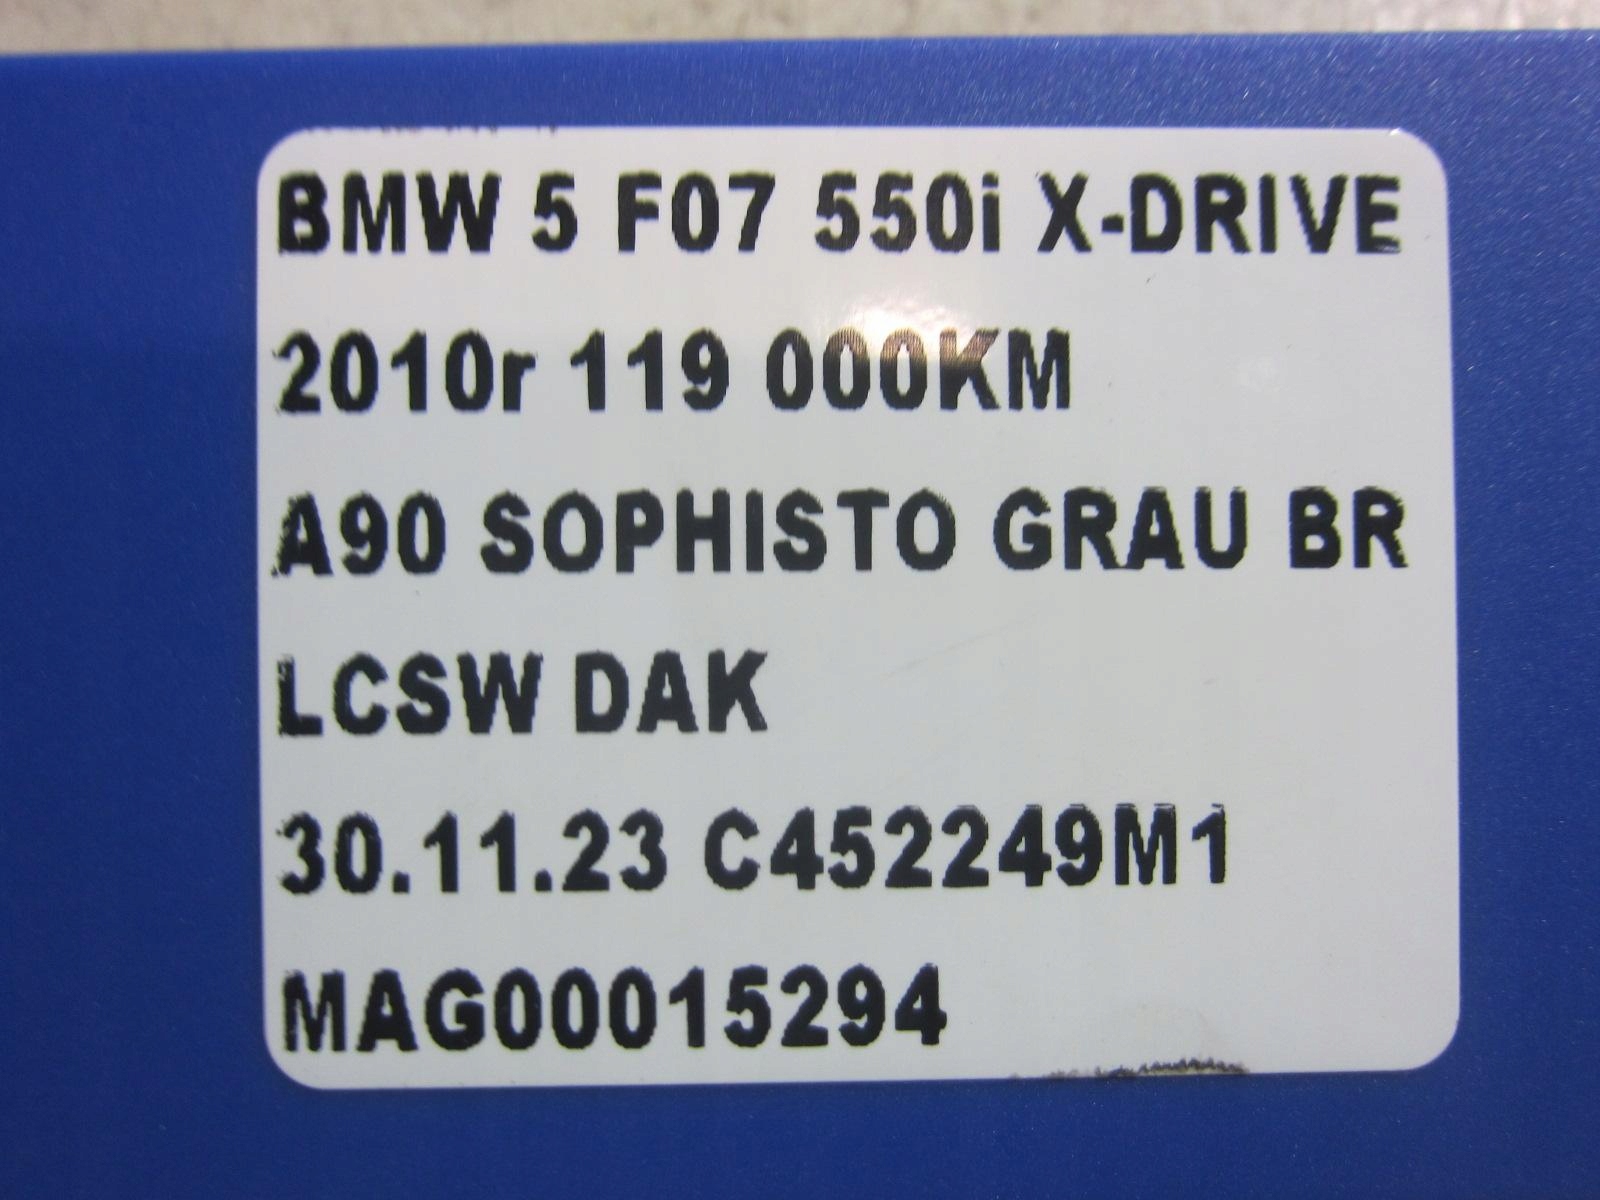 BMW 5 F07 550i X-DRIVE
2010r 119 000KM
A90 SOPHISTO GRAU BR
LCSW DAK
30.11.23 C452249M1
MAG00015294